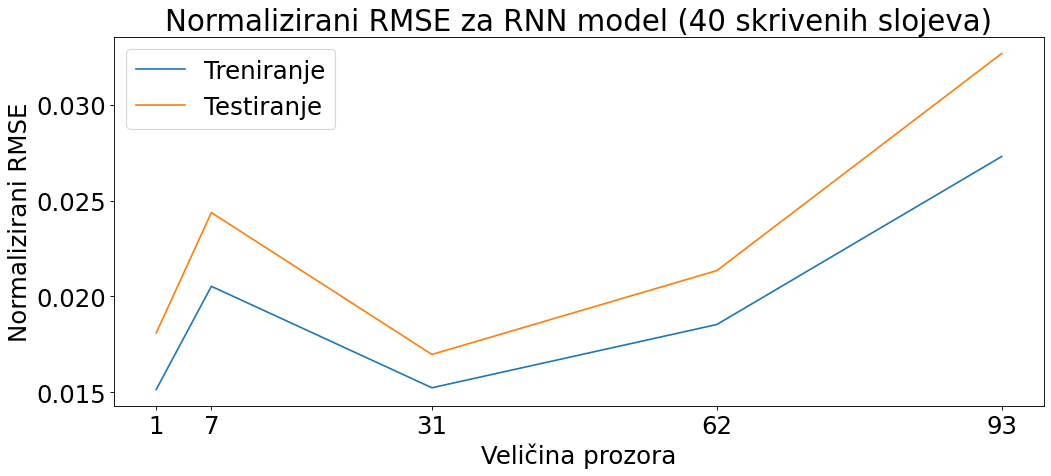 Normalizirani RMSE za RNN model (40 skrivenih slojeva)
Treniranje
Testiranje
Normalizirani RMSE
0.030
0.025
0.020
0.015
1 7 31 62 93
Veličina prozora